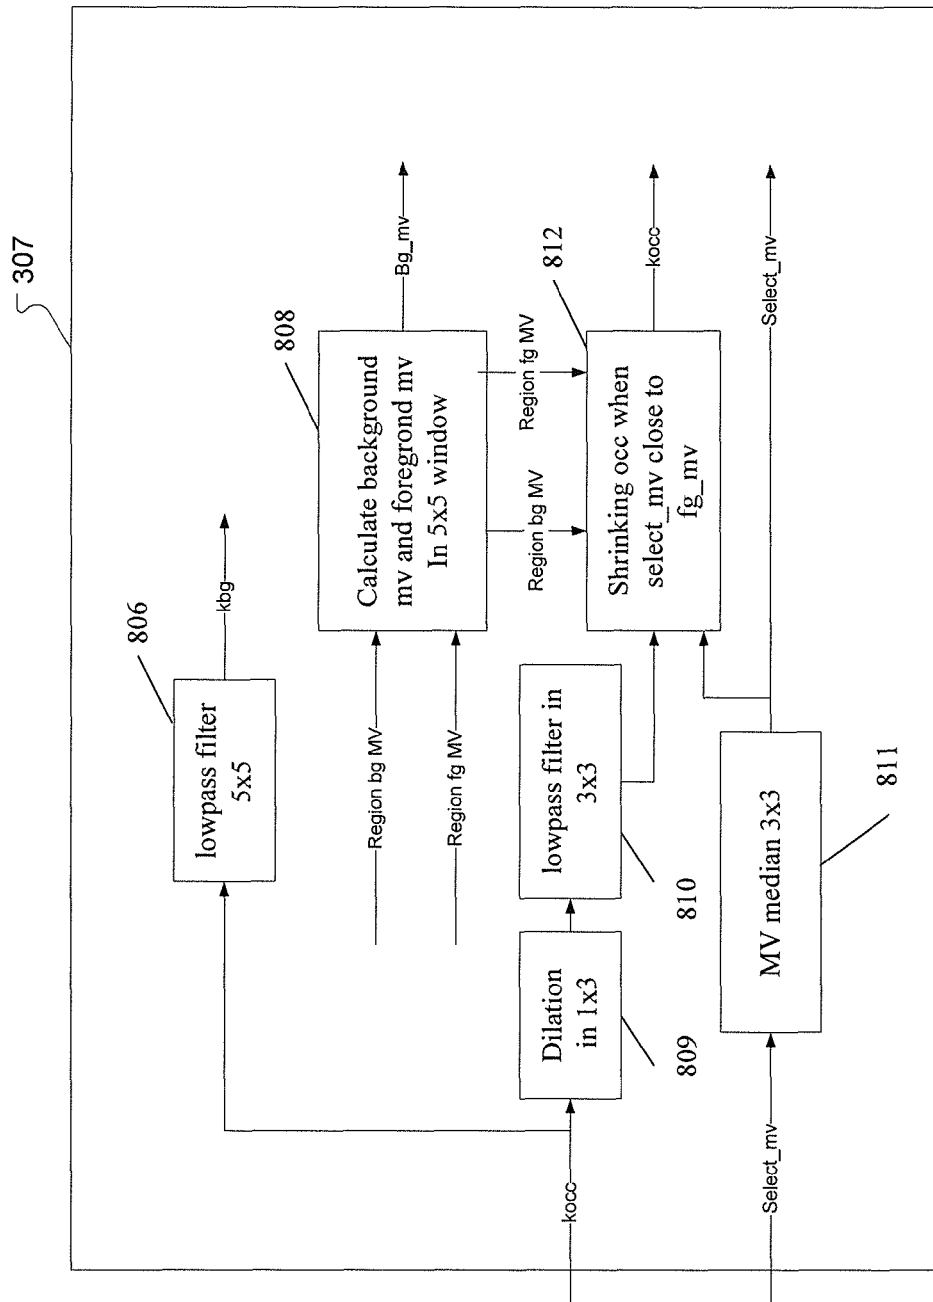 307
806
lowpass filter
5x5
kbg
808
Calculate background
mv and foregrond mv
In 5x5 window
Region bg MV
Region fg MV
Bg_mv
Region bg MV
Region fg MV
812
Shrinking occ when
select_mv close to
fg_mv
kocc
kocc
Dilation
in 1x3
809
lowpass filter in
3x3
810
Select_mv
MV median 3x3
811
Select_mv